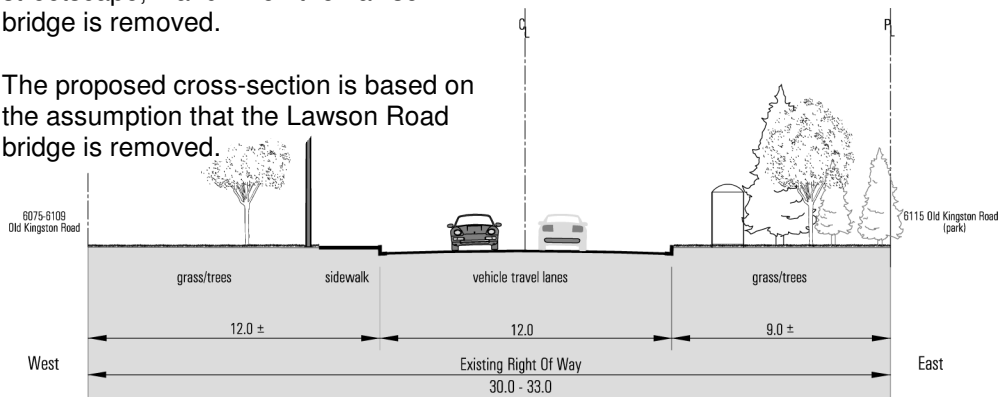 bridge is removed.
The proposed cross-section is based on
the assumption that the Lawson Road
bridge is removed.
CL
PL
6075-6109
Old Kingston Road
6115 Old Kingston Road
(park)
grass/trees
sidewalk
vehicle travel lanes
grass/trees
12.0 ±
12.0
9.0 ±
West
Existing Right Of Way
East
30.0 - 33.0